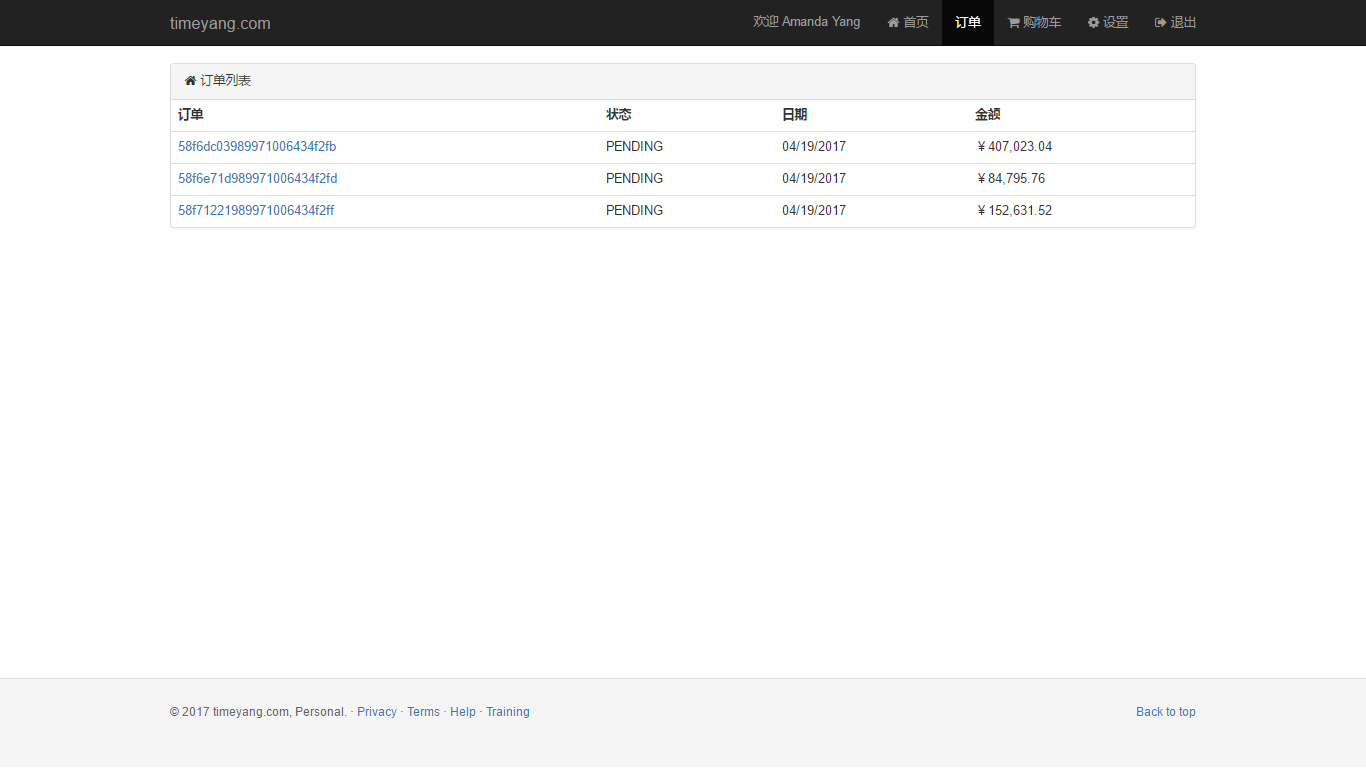 timeyang.com 欢迎 Amanda Yang 首页 订单 购物车 设置 退出
订单列表
订单 状态 日期 金额
58f6dc03989971006434f2fb PENDING 04/19/2017 ￥407,023.04
58f6e71d989971006434f2fd PENDING 04/19/2017 ￥84,795.76
58f71221989971006434f2ff PENDING 04/19/2017 ￥152,631.52
© 2017 timeyang.com, Personal. · Privacy · Terms · Help · Training Back to top